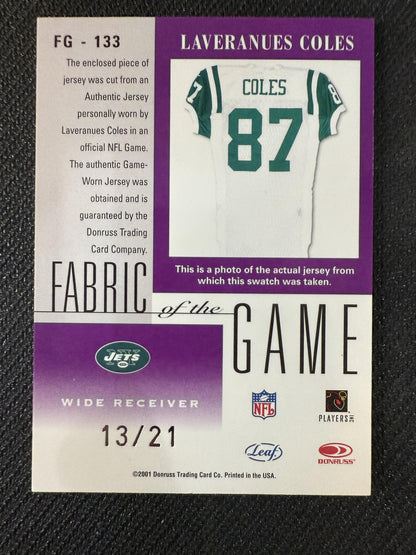 FG - 133
The enclosed piece of
jersey was cut from an
Authentic Jersey
personally worn by
Laveranues Coles in an
official NFL Game.
The authentic Game-
Worn Jersey was
obtained and is
guaranteed by the
Donruss Trading
Card Company.
LAVERANUES COLES
COLES
87
87
87
This is a photo of the actual jersey from
which this swatch was taken.
FABRIC
of the
GAME
JETS
WIDE RECEIVER
13/21
NFL
PLAYERS INC
Leaf
DONRUSS
©2001 Donruss Trading Card Co. Printed in the USA.